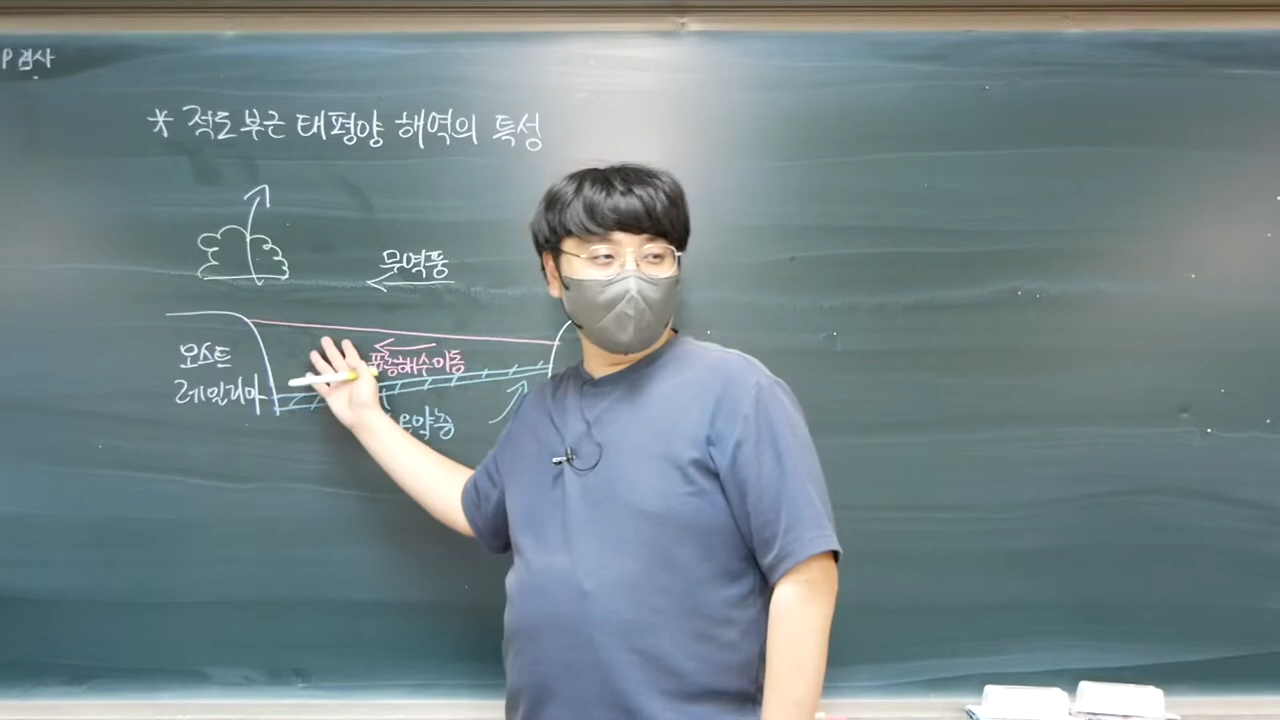 P 검사
* 적도 부근 태평양 해역의 특성
무역풍
오스트
레일리아
표층해수이동
온약층